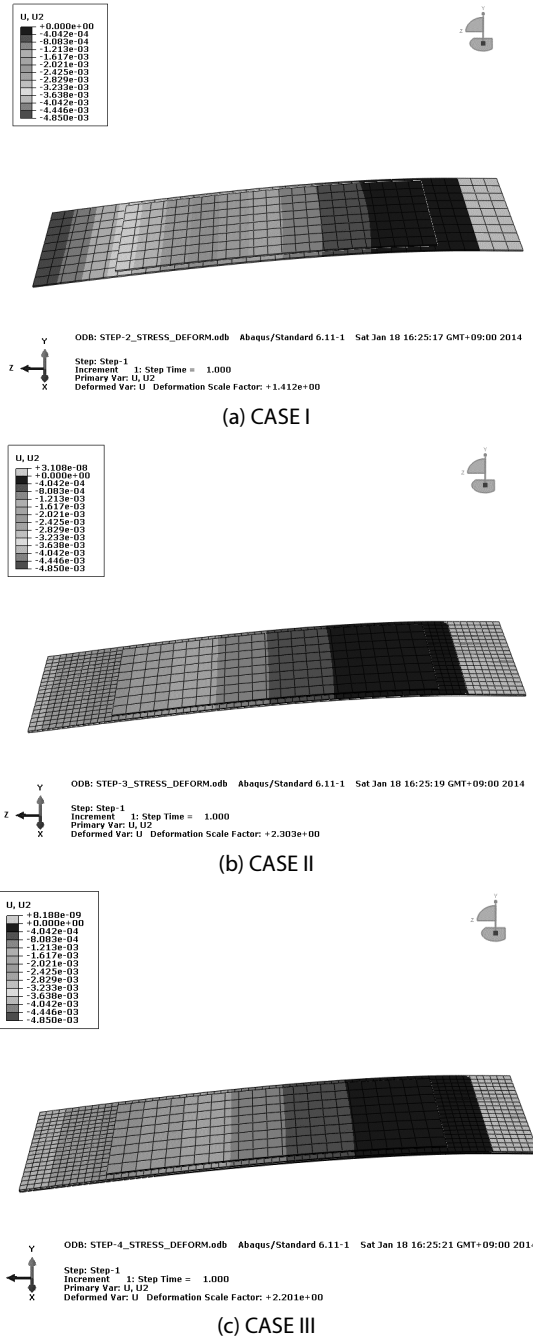 U, U2
+0.000e+00
-4.042e-04
-8.083e-04
-1.213e-03
-1.617e-03
-2.021e-03
-2.425e-03
-2.829e-03
-3.233e-03
-3.638e-03
-4.042e-03
-4.446e-03
-4.850e-03
Y
Z
X
Y
Z
X
ODB: STEP-2_STRESS_DEFORM.odb Abaqus/Standard 6.11-1 Sat Jan 18 16:25:17 GMT+09:00 2014
Step: Step-1
Increment 1: Step Time = 1.000
Primary Var: U, U2
Deformed Var: U Deformation Scale Factor: +1.412e+00
(a) CASE I
U, U2
+3.108e-08
+0.000e+00
-4.042e-04
-8.083e-04
-1.213e-03
-1.617e-03
-2.021e-03
-2.425e-03
-2.829e-03
-3.233e-03
-3.638e-03
-4.042e-03
-4.446e-03
-4.850e-03
Y
Z
Y
Z
X
ODB: STEP-3_STRESS_DEFORM.odb Abaqus/Standard 6.11-1 Sat Jan 18 16:25:19 GMT+09:00 2014
Step: Step-1
Increment 1: Step Time = 1.000
Primary Var: U, U2
Deformed Var: U Deformation Scale Factor: +2.303e+00
(b) CASE II
U, U2
+8.188e-09
+0.000e+00
-4.042e-04
-8.083e-04
-1.213e-03
-1.617e-03
-2.021e-03
-2.425e-03
-2.829e-03
-3.233e-03
-3.638e-03
-4.042e-03
-4.446e-03
-4.850e-03
Y
Z
Y
X
ODB: STEP-4_STRESS_DEFORM.odb Abaqus/Standard 6.11-1 Sat Jan 18 16:25:21 GMT+09:00 2014
Step: Step-1
Increment 1: Step Time = 1.000
Primary Var: U, U2
Deformed Var: U Deformation Scale Factor: +2.201e+00
(c) CASE III